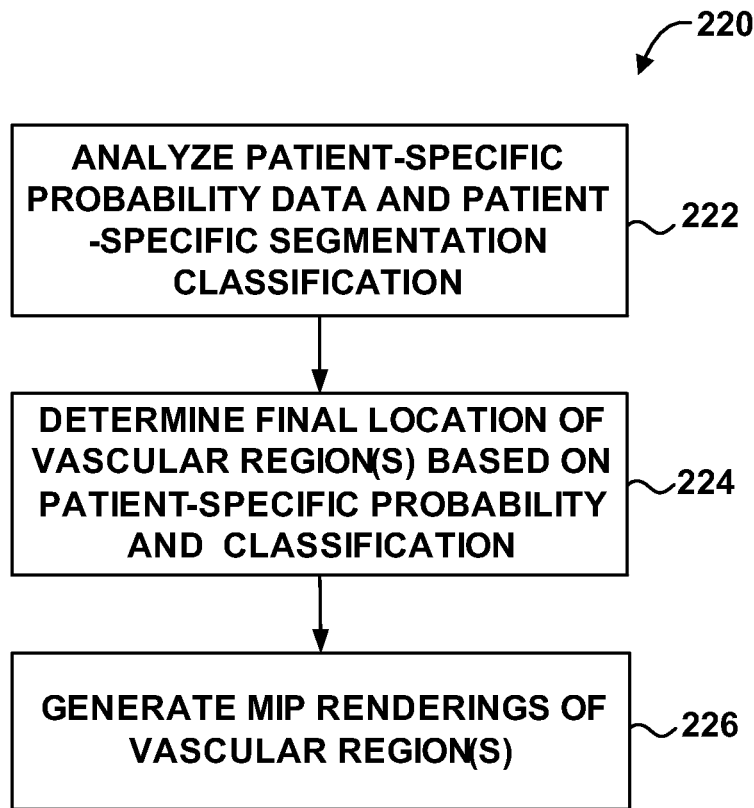 220
ANALYZE PATIENT-SPECIFIC
PROBABILITY DATA AND PATIENT
-SPECIFIC SEGMENTATION
CLASSIFICATION
222
DETERMINE FINAL LOCATION OF
VASCULAR REGION(S) BASED ON
PATIENT-SPECIFIC PROBABILITY
AND CLASSIFICATION
224
GENERATE MIP RENDERINGS OF
VASCULAR REGION(S)
226